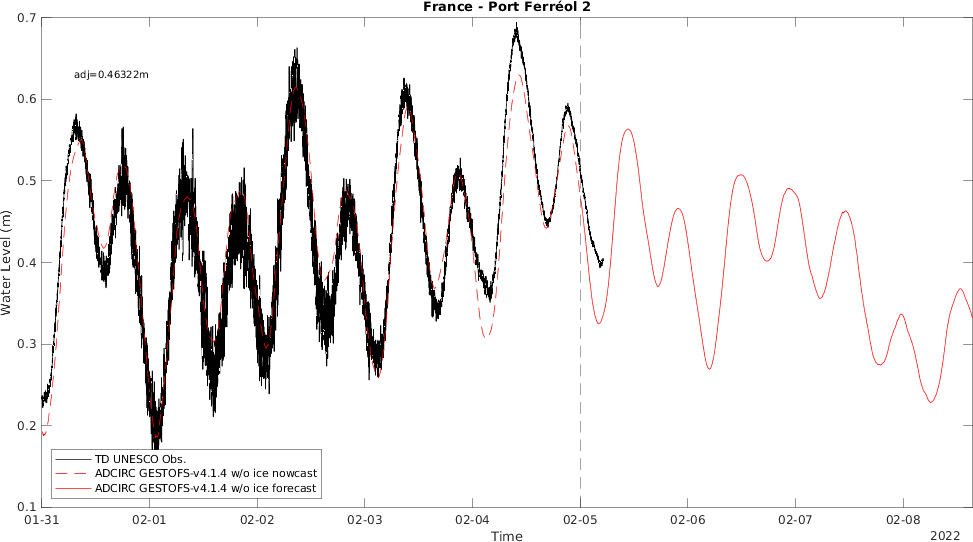 France - Port Ferréol 2
adj=0.46322m
Water Level (m)
0.7
0.6
0.5
0.4
0.3
0.2
0.1
TD UNESCO Obs.
ADCIRC GESTOFS-v4.1.4 w/o ice nowcast
ADCIRC GESTOFS-v4.1.4 w/o ice forecast
01-31 02-01 02-02 02-03 02-04 02-05 02-06 02-07 02-08
Time
2022